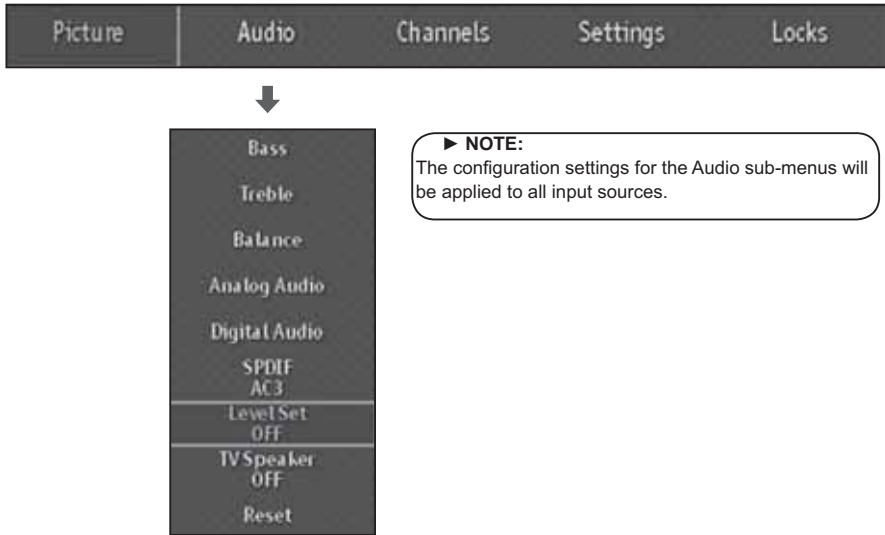 Picture Audio Channels Settings Locks
Bass
Treble
Balance
Analog Audio
Digital Audio
SPDIF
AC3
Level Set
OFF
TV Speaker
OFF
Reset
► NOTE:
The configuration settings for the Audio sub-menus will
be applied to all input sources.